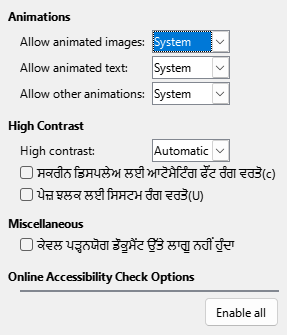 Animations
Allow animated images: System
Allow animated text: System
Allow other animations: System
High Contrast
High contrast: Automatic
ਸਕਰੀਨ ਡਿਸਪਲੇਅ ਲਈ ਆਟੋਮੈਟਿੰਗ ਫੌਂਟ ਰੰਗ ਵਰਤੋ(c)
ਪੇਜ਼ ਝਲਕ ਲਈ ਸਿਸਟਮ ਰੰਗ ਵਰਤੋ(U)
Miscellaneous
ਕੇਵਲ ਪੜ੍ਹਨਯੋਗ ਡੌਕੂਮੈਂਟ ਉੱਤੇ ਲਾਗੂ ਨਹੀਂ ਹੁੰਦਾ
Online Accessibility Check Options
Enable all